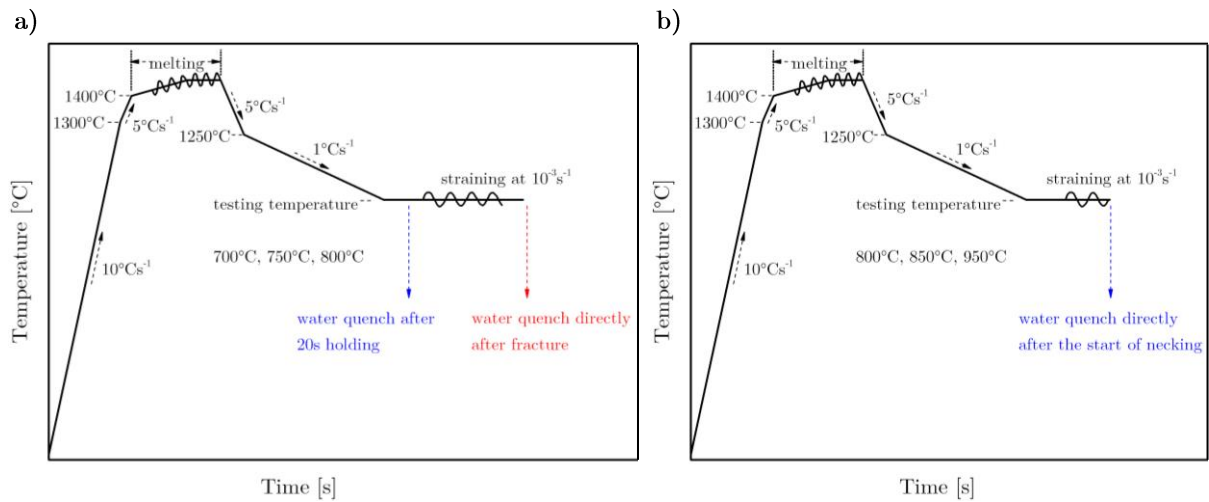 a)
melting
1400°C
5°Cs⁻¹
1300°C
5°Cs⁻¹
1250°C
1°Cs⁻¹
straining at 10⁻³s⁻¹
testing temperature
700°C, 750°C, 800°C
10°Cs⁻¹
water quench after
20s holding
water quench directly
after fracture
Temperature [°C]
Time [s]
b)
melting
1400°C
5°Cs⁻¹
1300°C
5°Cs⁻¹
1250°C
1°Cs⁻¹
straining at 10⁻³s⁻¹
testing temperature
800°C, 850°C, 950°C
10°Cs⁻¹
water quench directly
after the start of necking
Temperature [°C]
Time [s]